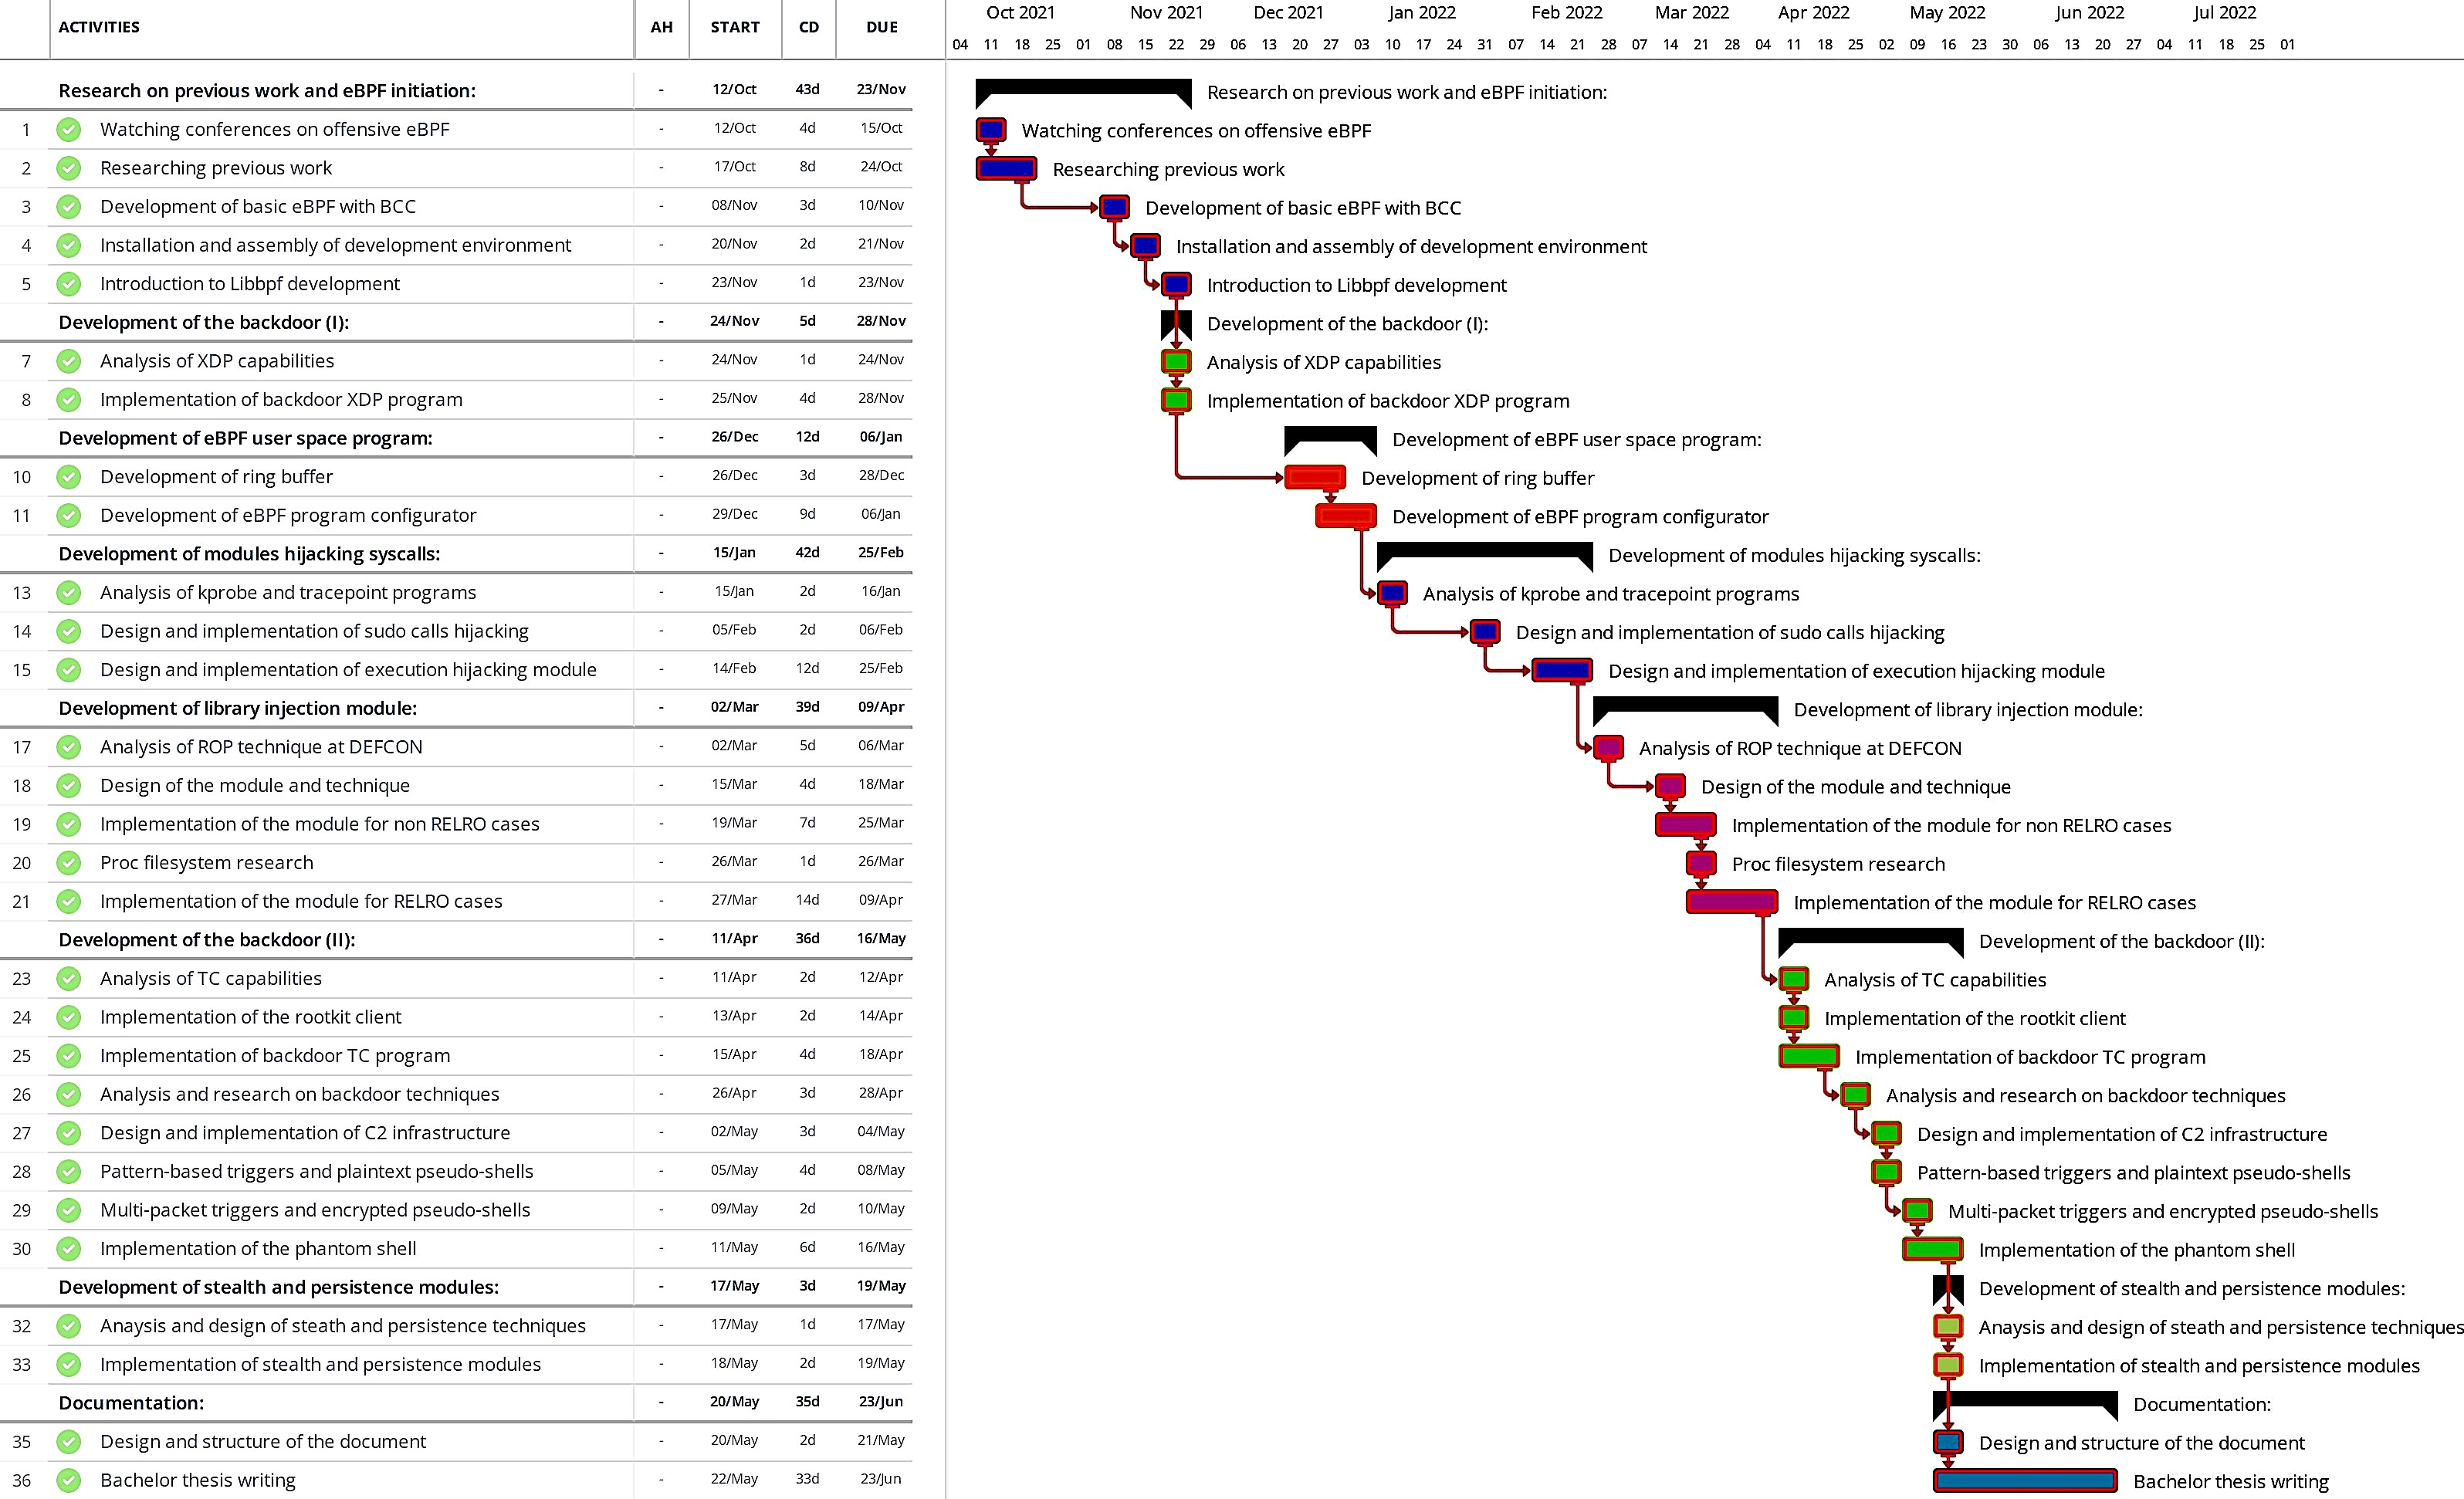 ACTIVITIES AH START CD DUE
Oct 2021 Nov 2021 Dec 2021 Jan 2022 Feb 2022 Mar 2022 Apr 2022 May 2022 Jun 2022 Jul 2022
04 11 18 25 01 08 15 22 29 06 13 20 27 03 10 17 24 31 07 14 21 28 07 14 21 28 04 11 18 25 02 09 16 23 30 06 13 20 27 04 11 18 25 01
Research on previous work and eBPF initiation: - 12/Oct 43d 23/Nov Research on previous work and eBPF initiation:
1 Watching conferences on offensive eBPF - 12/Oct 4d 15/Oct Watching conferences on offensive eBPF
2 Researching previous work - 17/Oct 8d 24/Oct Researching previous work
3 Development of basic eBPF with BCC - 08/Nov 3d 10/Nov Development of basic eBPF with BCC
4 Installation and assembly of development environment - 20/Nov 2d 21/Nov Installation and assembly of development environment
5 Introduction to Libbpf development - 23/Nov 1d 23/Nov Introduction to Libbpf development
Development of the backdoor (I): - 24/Nov 5d 28/Nov Development of the backdoor (I):
7 Analysis of XDP capabilities - 24/Nov 1d 24/Nov Analysis of XDP capabilities
8 Implementation of backdoor XDP program - 25/Nov 4d 28/Nov Implementation of backdoor XDP program
Development of eBPF user space program: - 26/Dec 12d 06/Jan Development of eBPF user space program:
10 Development of ring buffer - 26/Dec 3d 28/Dec Development of ring buffer
11 Development of eBPF program configurator - 29/Dec 9d 06/Jan Development of eBPF program configurator
Development of modules hijacking syscalls: - 15/Jan 42d 25/Feb Development of modules hijacking syscalls:
13 Analysis of kprobe and tracepoint programs - 15/Jan 2d 16/Jan Analysis of kprobe and tracepoint programs
14 Design and implementation of sudo calls hijacking - 05/Feb 2d 06/Feb Design and implementation of sudo calls hijacking
15 Design and implementation of execution hijacking module - 14/Feb 12d 25/Feb Design and implementation of execution hijacking module
Development of library injection module: - 02/Mar 39d 09/Apr Development of library injection module:
17 Analysis of ROP technique at DEFCON - 02/Mar 5d 06/Mar Analysis of ROP technique at DEFCON
18 Design of the module and technique - 15/Mar 4d 18/Mar Design of the module and technique
19 Implementation of the module for non RELRO cases - 19/Mar 7d 25/Mar Implementation of the module for non RELRO cases
20 Proc filesystem research - 26/Mar 1d 26/Mar Proc filesystem research
21 Implementation of the module for RELRO cases - 27/Mar 14d 09/Apr Implementation of the module for RELRO cases
Development of the backdoor (II): - 11/Apr 36d 16/May Development of the backdoor (II):
23 Analysis of TC capabilities - 11/Apr 2d 12/Apr Analysis of TC capabilities
24 Implementation of the rootkit client - 13/Apr 2d 14/Apr Implementation of the rootkit client
25 Implementation of backdoor TC program - 15/Apr 4d 18/Apr Implementation of backdoor TC program
26 Analysis and research on backdoor techniques - 26/Apr 3d 28/Apr Analysis and research on backdoor techniques
27 Design and implementation of C2 infrastructure - 02/May 3d 04/May Design and implementation of C2 infrastructure
28 Pattern-based triggers and plaintext pseudo-shells - 05/May 4d 08/May Pattern-based triggers and plaintext pseudo-shells
29 Multi-packet triggers and encrypted pseudo-shells - 09/May 2d 10/May Multi-packet triggers and encrypted pseudo-shells
30 Implementation of the phantom shell - 11/May 6d 16/May Implementation of the phantom shell
Development of stealth and persistence modules: - 17/May 3d 19/May Development of stealth and persistence modules:
32 Anaysis and design of steath and persistence techniques - 17/May 1d 17/May Anaysis and design of steath and persistence techniques
33 Implementation of stealth and persistence modules - 18/May 2d 19/May Implementation of stealth and persistence modules
Documentation: - 20/May 35d 23/Jun Documentation:
35 Design and structure of the document - 20/May 2d 21/May Design and structure of the document
36 Bachelor thesis writing - 22/May 33d 23/Jun Bachelor thesis writing